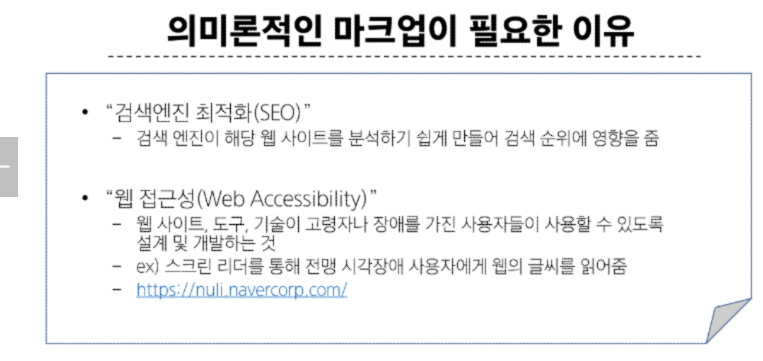 의미론적인 마크업이 필요한 이유
• “검색엔진 최적화(SEO)”
– 검색 엔진이 해당 웹 사이트를 분석하기 쉽게 만들어 검색 순위에 영향을 줌
• “웹 접근성(Web Accessibility)”
– 웹 사이트, 도구, 기술이 고령자나 장애를 가진 사용자들이 사용할 수 있도록
설계 및 개발하는 것
– ex) 스크린 리더를 통해 전맹 시각장애 사용자에게 웹의 글씨를 읽어줌
– https://nuli.navercorp.com/